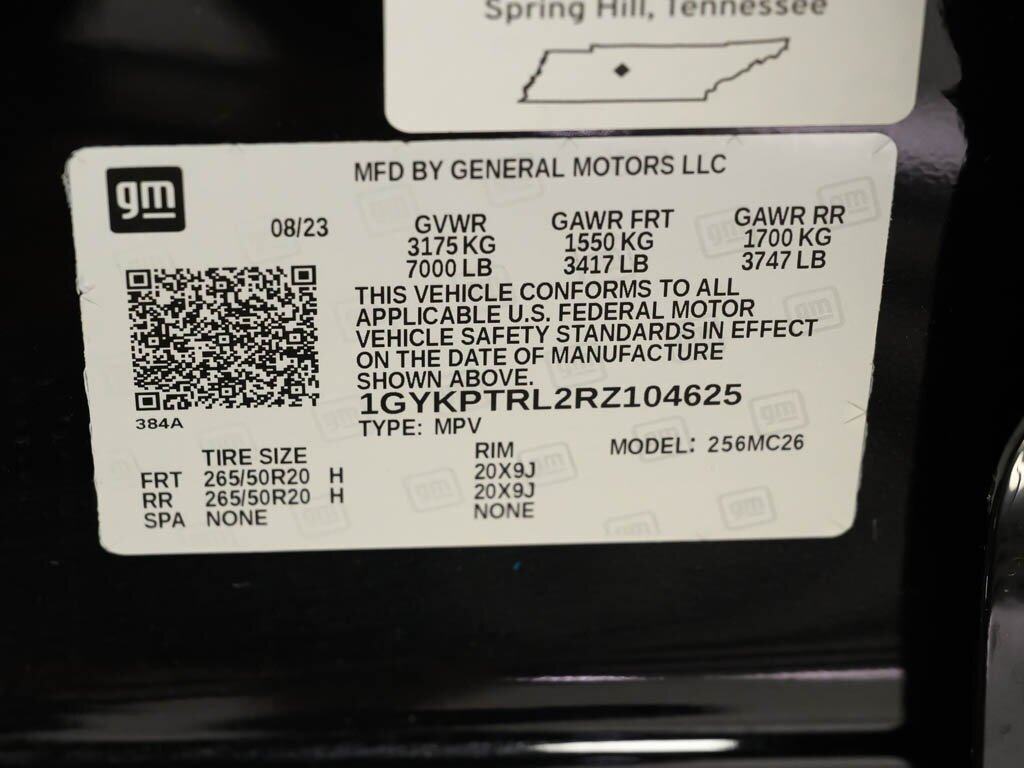 Spring Hill, Tennessee
gm
MFD BY GENERAL MOTORS LLC
08/23 GVWR GAWR FRT GAWR RR
3175 KG 1550 KG 1700 KG
7000 LB 3417 LB 3747 LB
THIS VEHICLE CONFORMS TO ALL
APPLICABLE U.S. FEDERAL MOTOR
VEHICLE SAFETY STANDARDS IN EFFECT
ON THE DATE OF MANUFACTURE
SHOWN ABOVE.
1GYKPTRL2RZ104625
384A
TYPE: MPV
TIRE SIZE RIM MODEL: 256MC26
FRT 265/50R20 H 20X9J
RR 265/50R20 H 20X9J
SPA NONE NONE